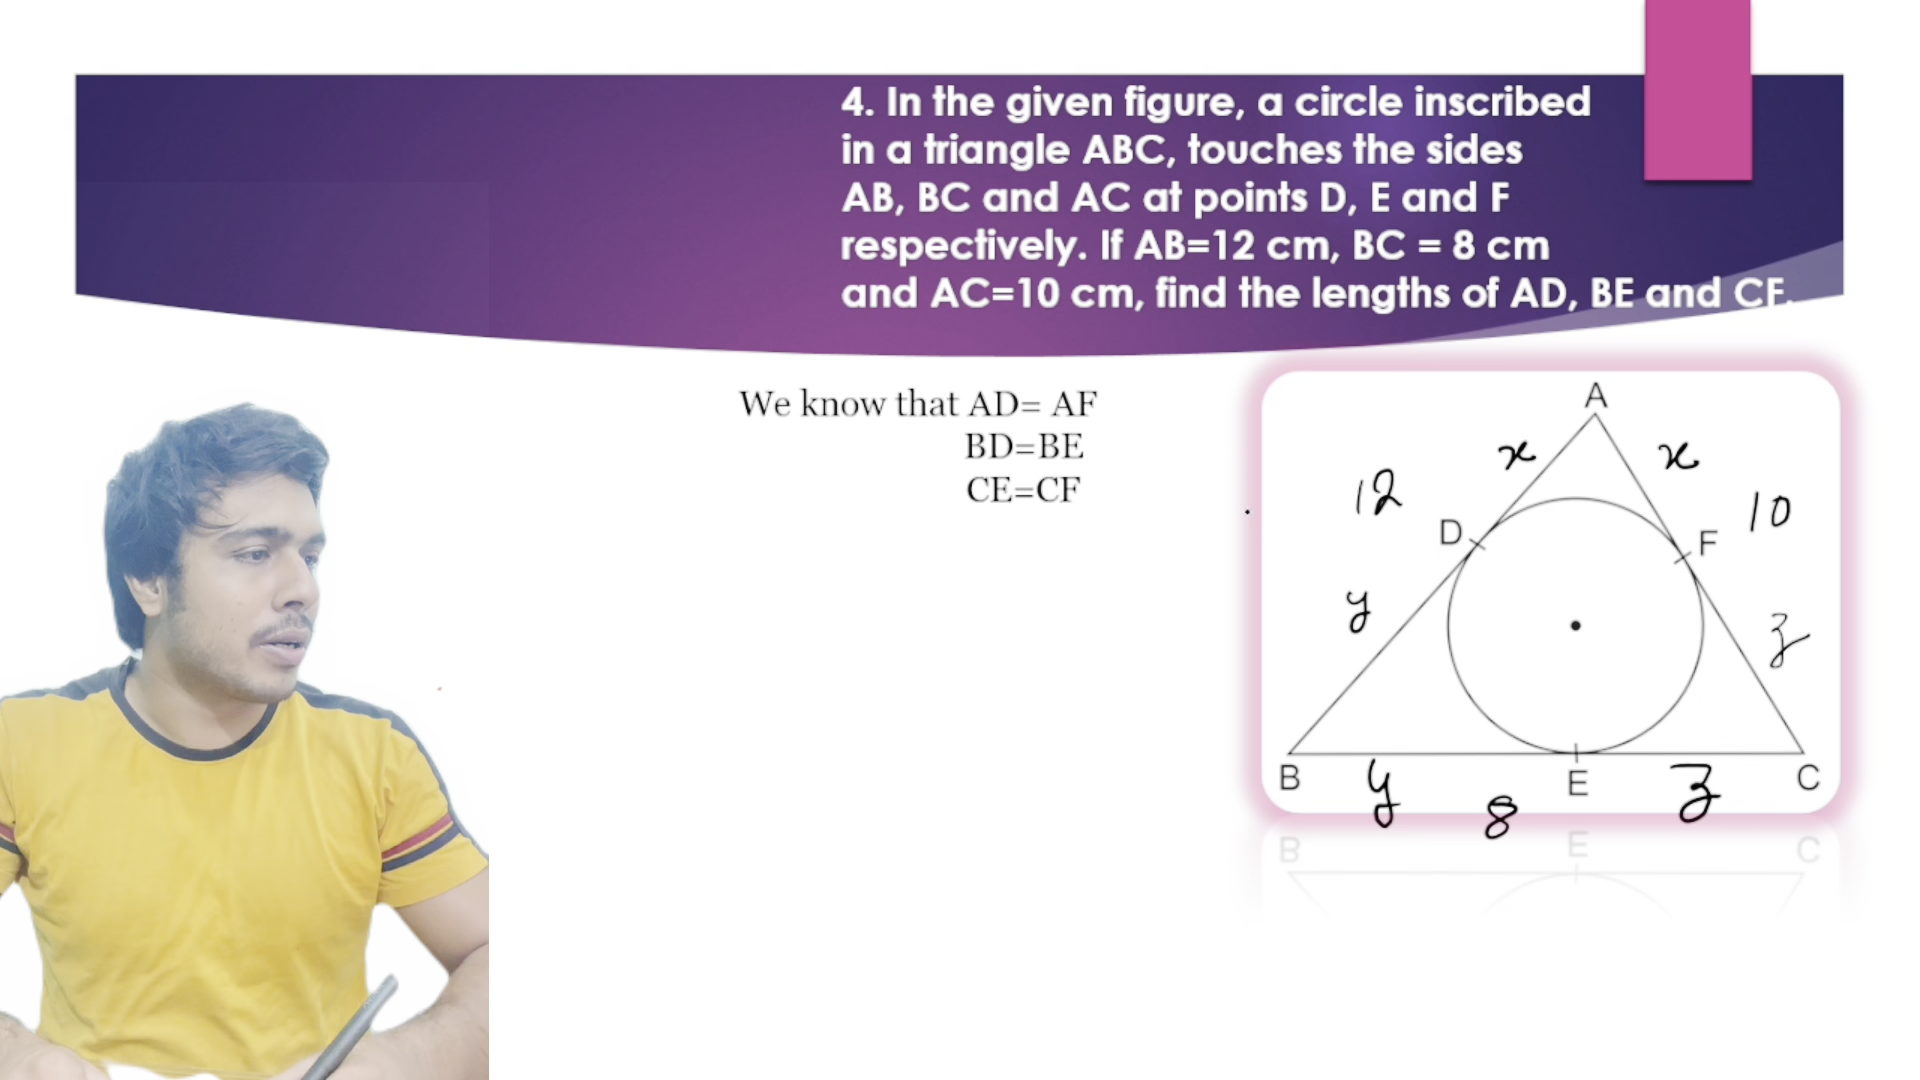 4. In the given figure, a circle inscribed
in a triangle ABC, touches the sides
AB, BC and AC at points D, E and F
respectively. If AB=12 cm, BC = 8 cm
and AC=10 cm, find the lengths of AD, BE and CF.
We know that AD= AF
BD=BE
CE=CF
A
x x
12 10
D F
y z
B E C
y 8 z
B E C